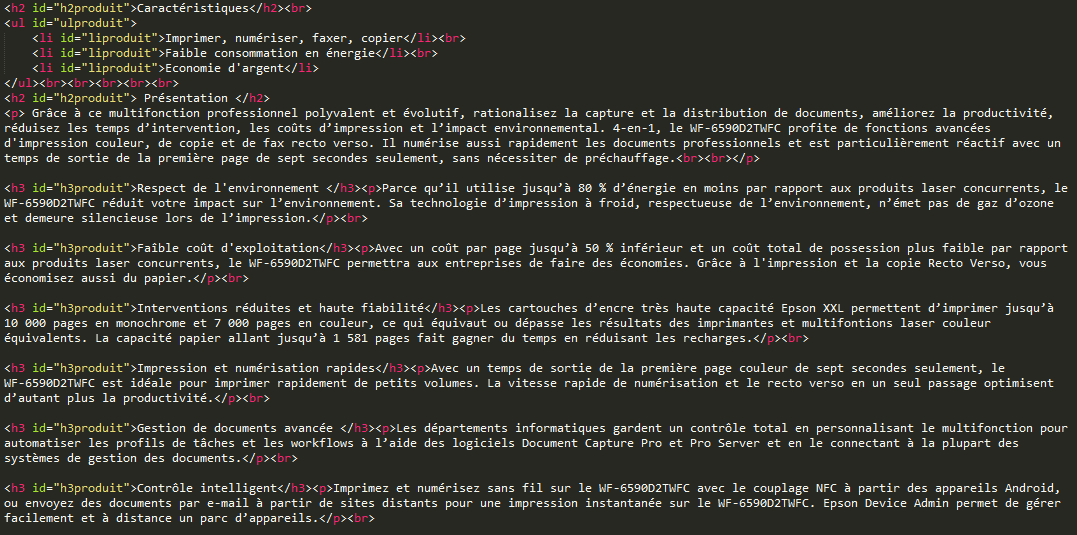 <h2 id="h2produit">Caractéristiques</h2><br>
<ul id="ulproduit">
<li id="liproduit">Imprimer, numériser, faxer, copier</li><br>
<li id="liproduit">Faible consommation en énergie</li><br>
<li id="liproduit">Economie d'argent</li>
</ul><br><br><br><br><br>
<h2 id="h2produit"> Présentation </h2>
<p> Grâce à ce multifonction professionnel polyvalent et évolutif, rationalisez la capture et la distribution de documents, améliorez la productivité,
réduisez les temps d’intervention, les coûts d’impression et l’impact environnemental. 4-en-1, le WF-6590D2TWFC profite de fonctions avancées
d'impression couleur, de copie et de fax recto verso. Il numérise aussi rapidement les documents professionnels et est particulièrement réactif avec un
temps de sortie de la première page de sept secondes seulement, sans nécessiter de préchauffage.<br><br></p>
<h3 id="h3produit">Respect de l'environnement </h3><p>Parce qu’il utilise jusqu’à 80 % d’énergie en moins par rapport aux produits laser concurrents, le
WF-6590D2TWFC réduit votre impact sur l’environnement. Sa technologie d’impression à froid, respectueuse de l’environnement, n’émet pas de gaz d’ozone
et demeure silencieuse lors de l’impression.</p><br>
<h3 id="h3produit">Faîble coût d'exploitation</h3><p>Avec un coût par page jusqu’à 50 % inférieur et un coût total de possession plus faible par rapport
aux produits laser concurrents, le WF-6590D2TWFC permettra aux entreprises de faire des économies. Grâce à l'impression et la copie Recto Verso, vous
économisez aussi du papier.</p><br>
<h3 id="h3produit">Interventions réduites et haute fiabilité</h3><p>Les cartouches d’encre très haute capacité Epson XXL permettent d’imprimer jusqu’à
10 000 pages en monochrome et 7 000 pages en couleur, ce qui équivaut ou dépasse les résultats des imprimantes et multifontions laser couleur
équivalents. La capacité papier allant jusqu’à 1 581 pages fait gagner du temps en réduisant les recharges.</p><br>
<h3 id="h3produit">Impression et numérisation rapides</h3><p>Avec un temps de sortie de la première page couleur de sept secondes seulement, le
WF-6590D2TWFC est idéale pour imprimer rapidement de petits volumes. La vitesse rapide de numérisation et le recto verso en un seul passage optimisent
d’autant plus la productivité.</p><br>
<h3 id="h3produit">Gestion de documents avancée </h3><p>Les départements informatiques gardent un contrôle total en personnalisant le multifonction pour
automatiser les profils de tâches et les workflows à l’aide des logiciels Document Capture Pro et Pro Server et en le connectant à la plupart des
systèmes de gestion des documents.</p><br>
<h3 id="h3produit">Contrôle intelligent</h3><p>Imprimez et numérisez sans fil sur le WF-6590D2TWFC avec le couplage NFC à partir des appareils Android,
ou envoyez des documents par e-mail à partir de sites distants pour une impression instantanée sur le WF-6590D2TWFC. Epson Device Admin permet de gérer
facilement et à distance un parc d’appareils.</p><br>